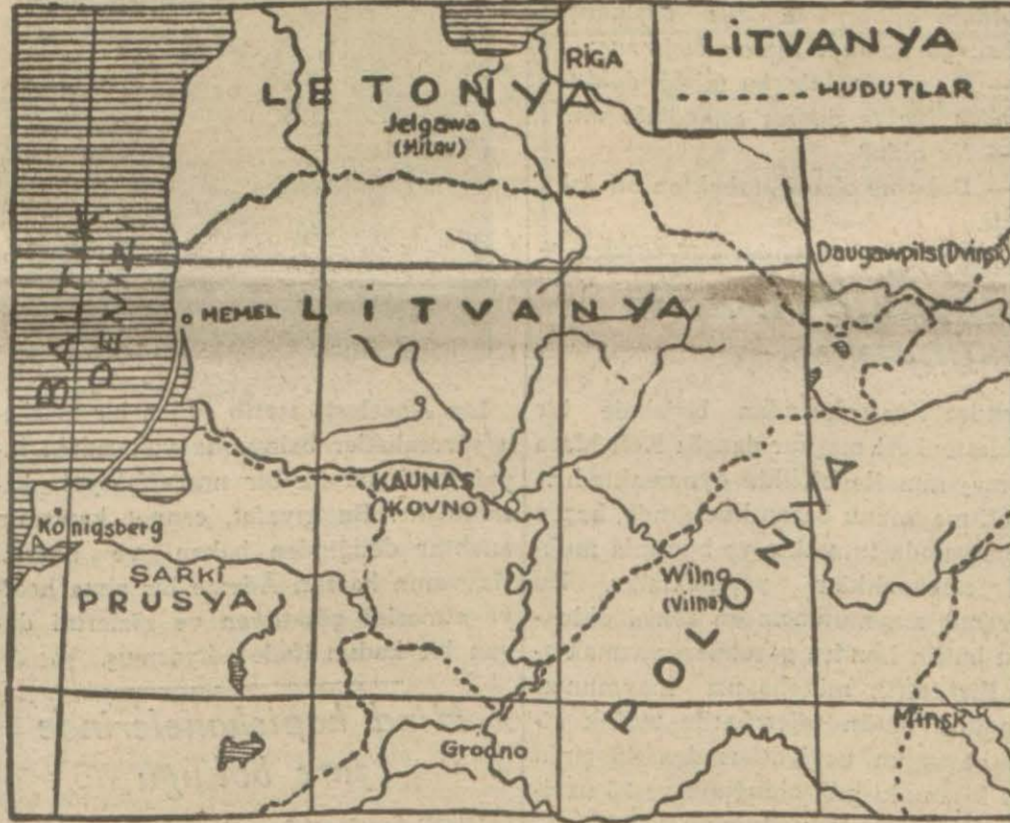 LİTVANYA
HUDUTLAR
RİGA
LETONYA
Jelgawa
(Mitau)
Daugawpils (Dvinsk)
BALTIK
DENİZİ
MEMEL
LİTVANYA
KAUNAS
(KOVNO)
Königsberg
ŞARKİ
PRUSYA
Wilno
(Vilna)
POLONYA
Minsk
Grodno